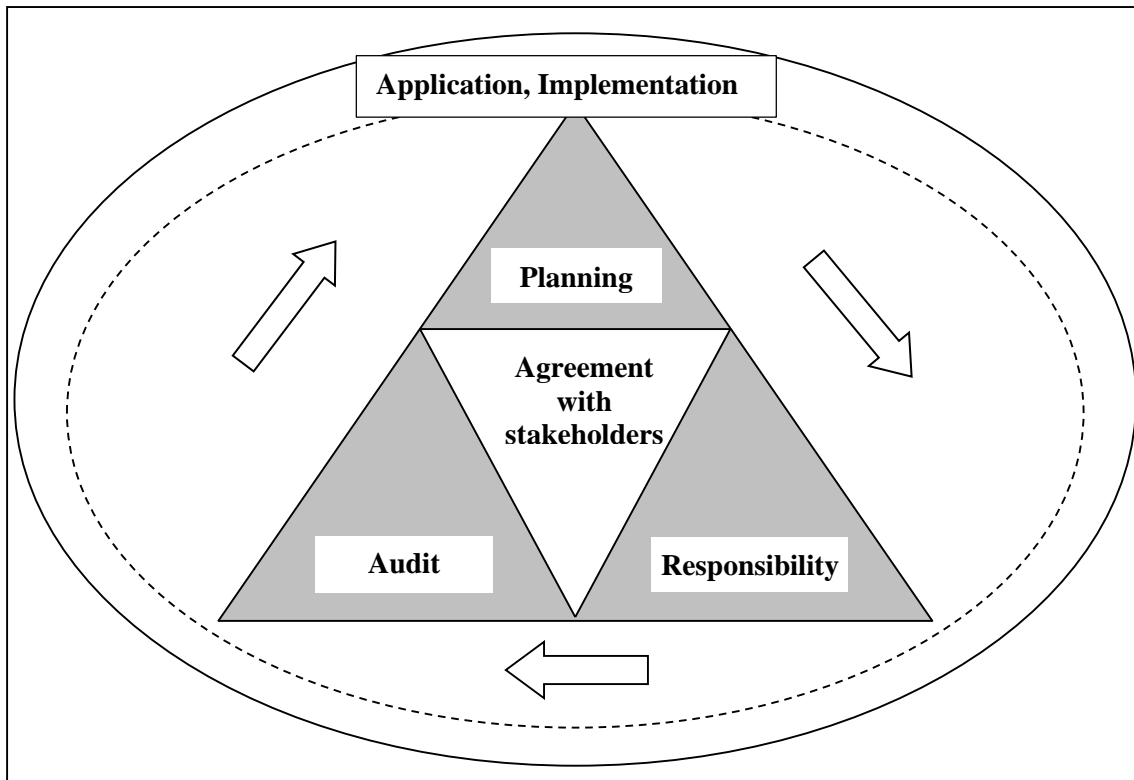 Application, Implementation
Planning
Agreement
with
stakeholders
Audit
Responsibility